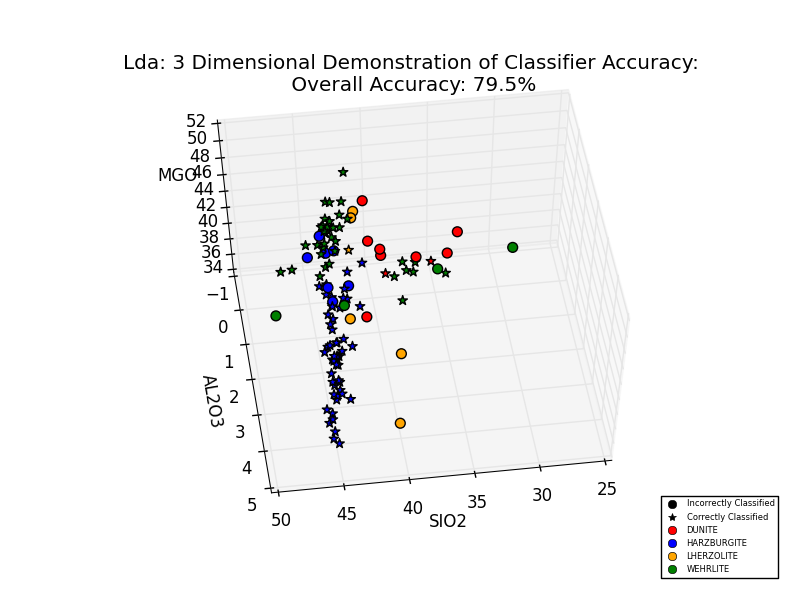 Lda: 3 Dimensional Demonstration of Classifier Accuracy:
Overall Accuracy: 79.5%
52
50
48
MGO
46
44
42
40
38
36
34
−1
0
1
2
3
4
5
AL2O3
50
45
40
35
30
25
SIO2
Incorrectly Classified
Correctly Classified
DUNITE
HARZBURGITE
LHERZOLITE
WEHRLITE